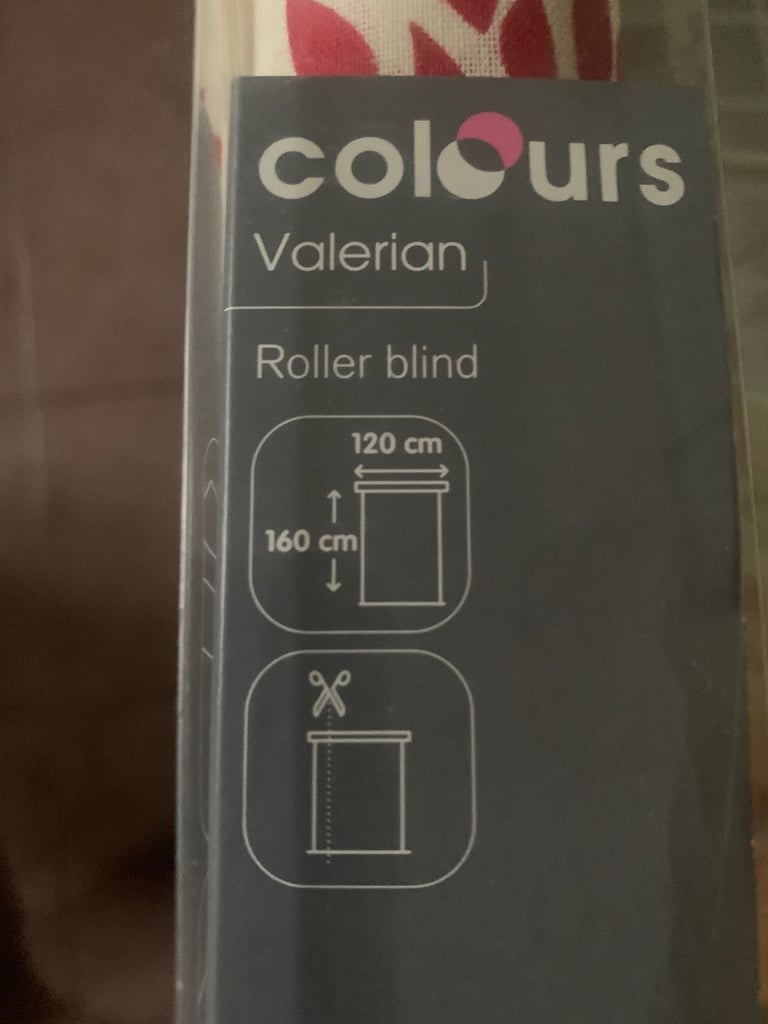 colours
Valerian
Roller blind
120 cm
160 cm